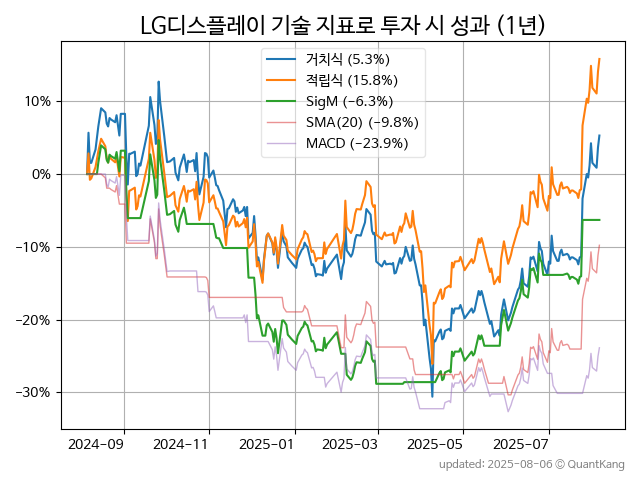 LG디스플레이 기술 지표로 투자 시 성과 (1년)
거치식 (5.3%)
적립식 (15.8%)
SigM (−6.3%)
SMA(20) (−9.8%)
MACD (−23.9%)
10%
0%
−10%
−20%
−30%
2024-09 2024-11 2025-01 2025-03 2025-05 2025-07
updated: 2025-08-06 © QuantKang